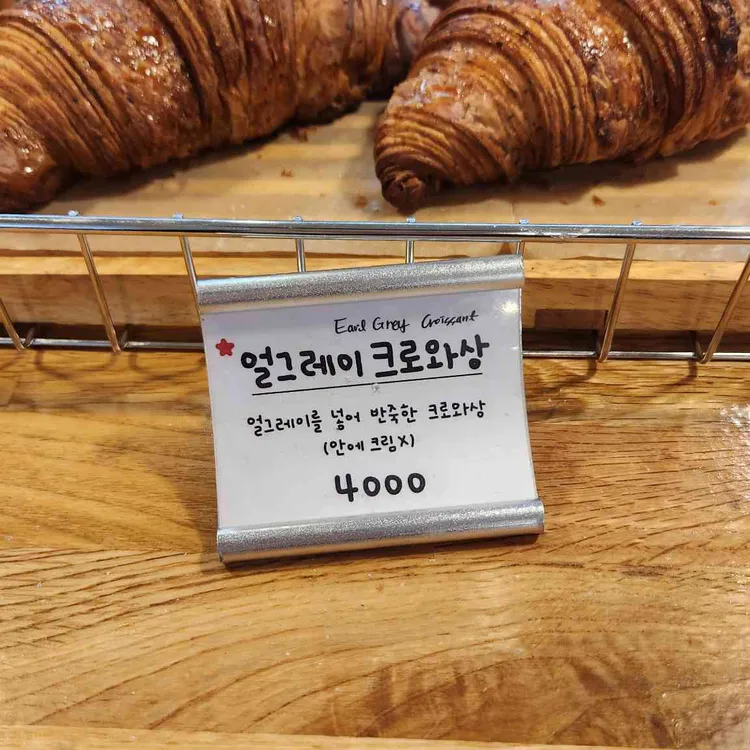 Earl Grey Croissant
얼그레이 크로와상
얼그레이를 넣어 반죽한 크로와상
(안에 크림X)
4000